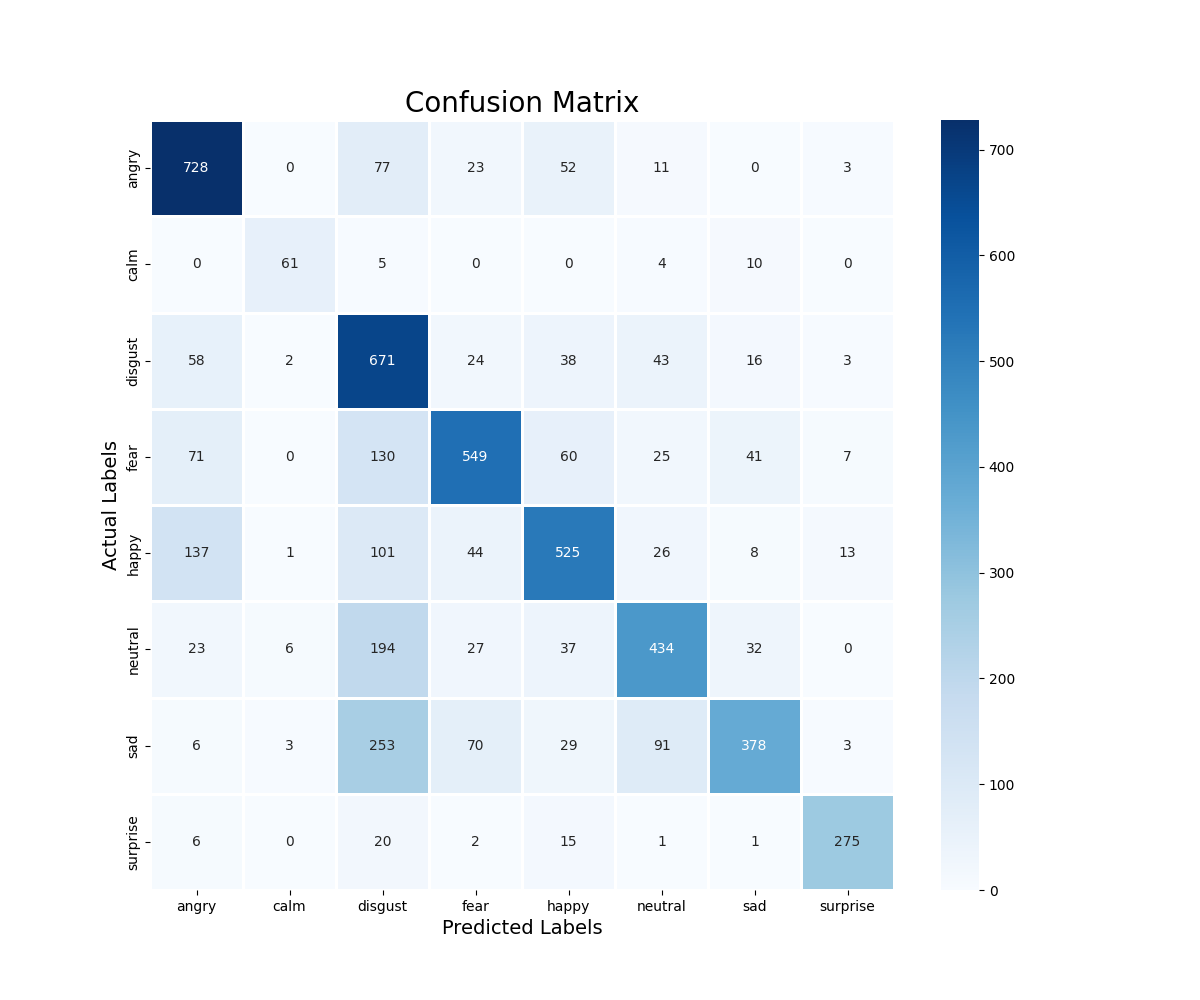 Confusion Matrix
angry 728 0 77 23 52 11 0 3
calm 0 61 5 0 0 4 10 0
disgust 58 2 671 24 38 43 16 3
fear 71 0 130 549 60 25 41 7
happy 137 1 101 44 525 26 8 13
neutral 23 6 194 27 37 434 32 0
sad 6 3 253 70 29 91 378 3
surprise 6 0 20 2 15 1 1 275
angry calm disgust fear happy neutral sad surprise
Predicted Labels
Actual Labels
700
600
500
400
300
200
100
0